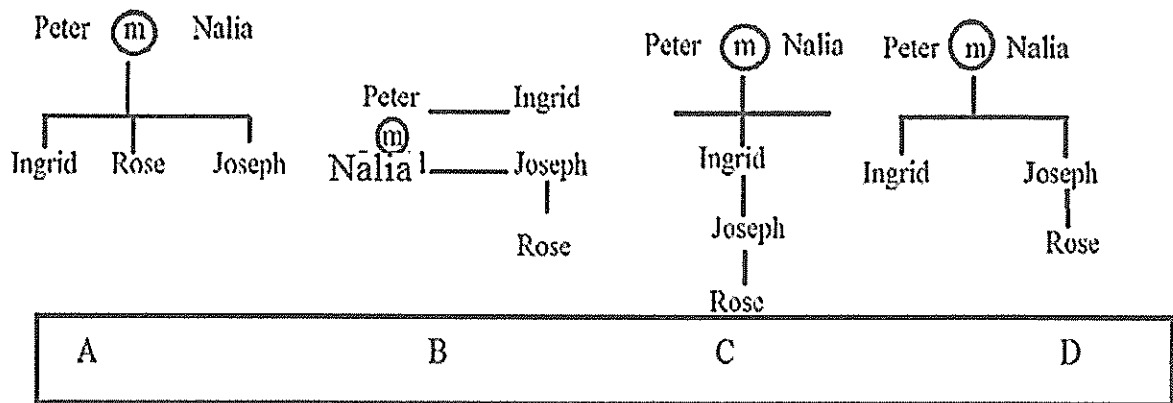 Peter m Nalia
Ingrid Rose Joseph
Peter Ingrid
m
Nālia l Joseph
Rose
Peter m Nalia
Ingrid
Joseph
Rose
Peter m Nalia
Ingrid Joseph
Rose
A B C D